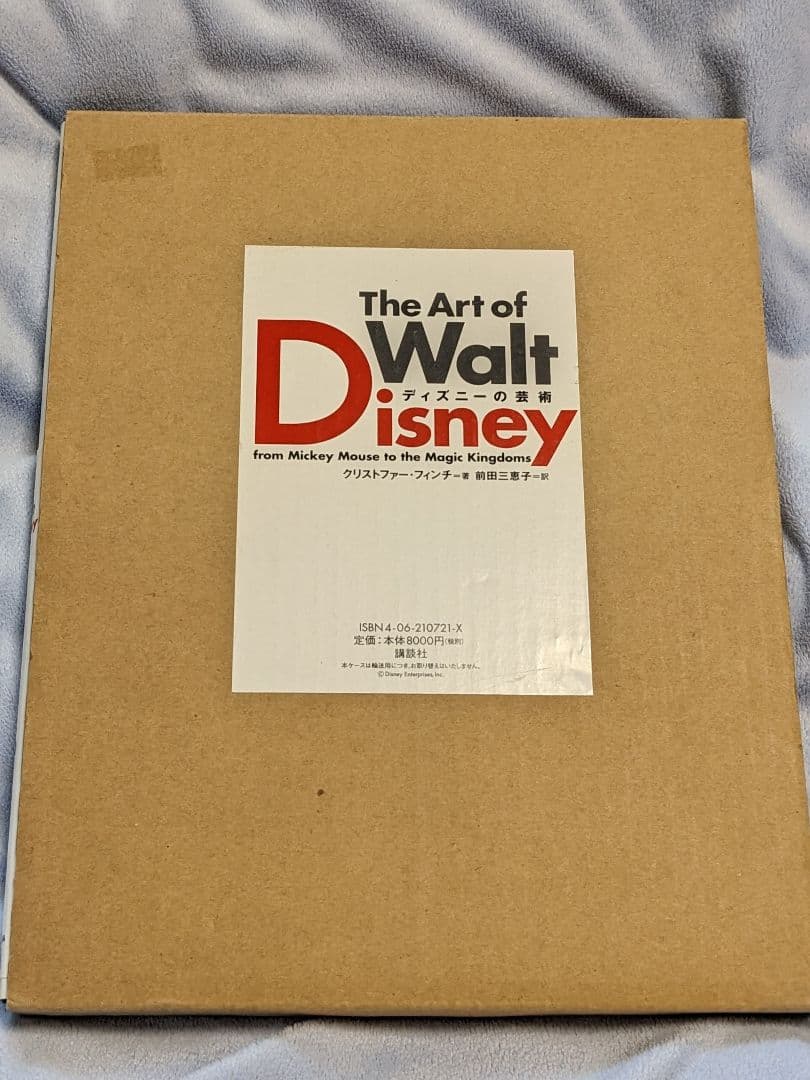 The Art of
Walt
ディズニーの芸術
Disney
from Mickey Mouse to the Magic Kingdoms
クリストファー・フィンチ=著 前田三恵子=訳
ISBN4-06-210721-X
定価:本体8000円(税別)
講談社
本ケースは輸送用につき、お取り替えはいたしません。
© Disney Enterprises, Inc.